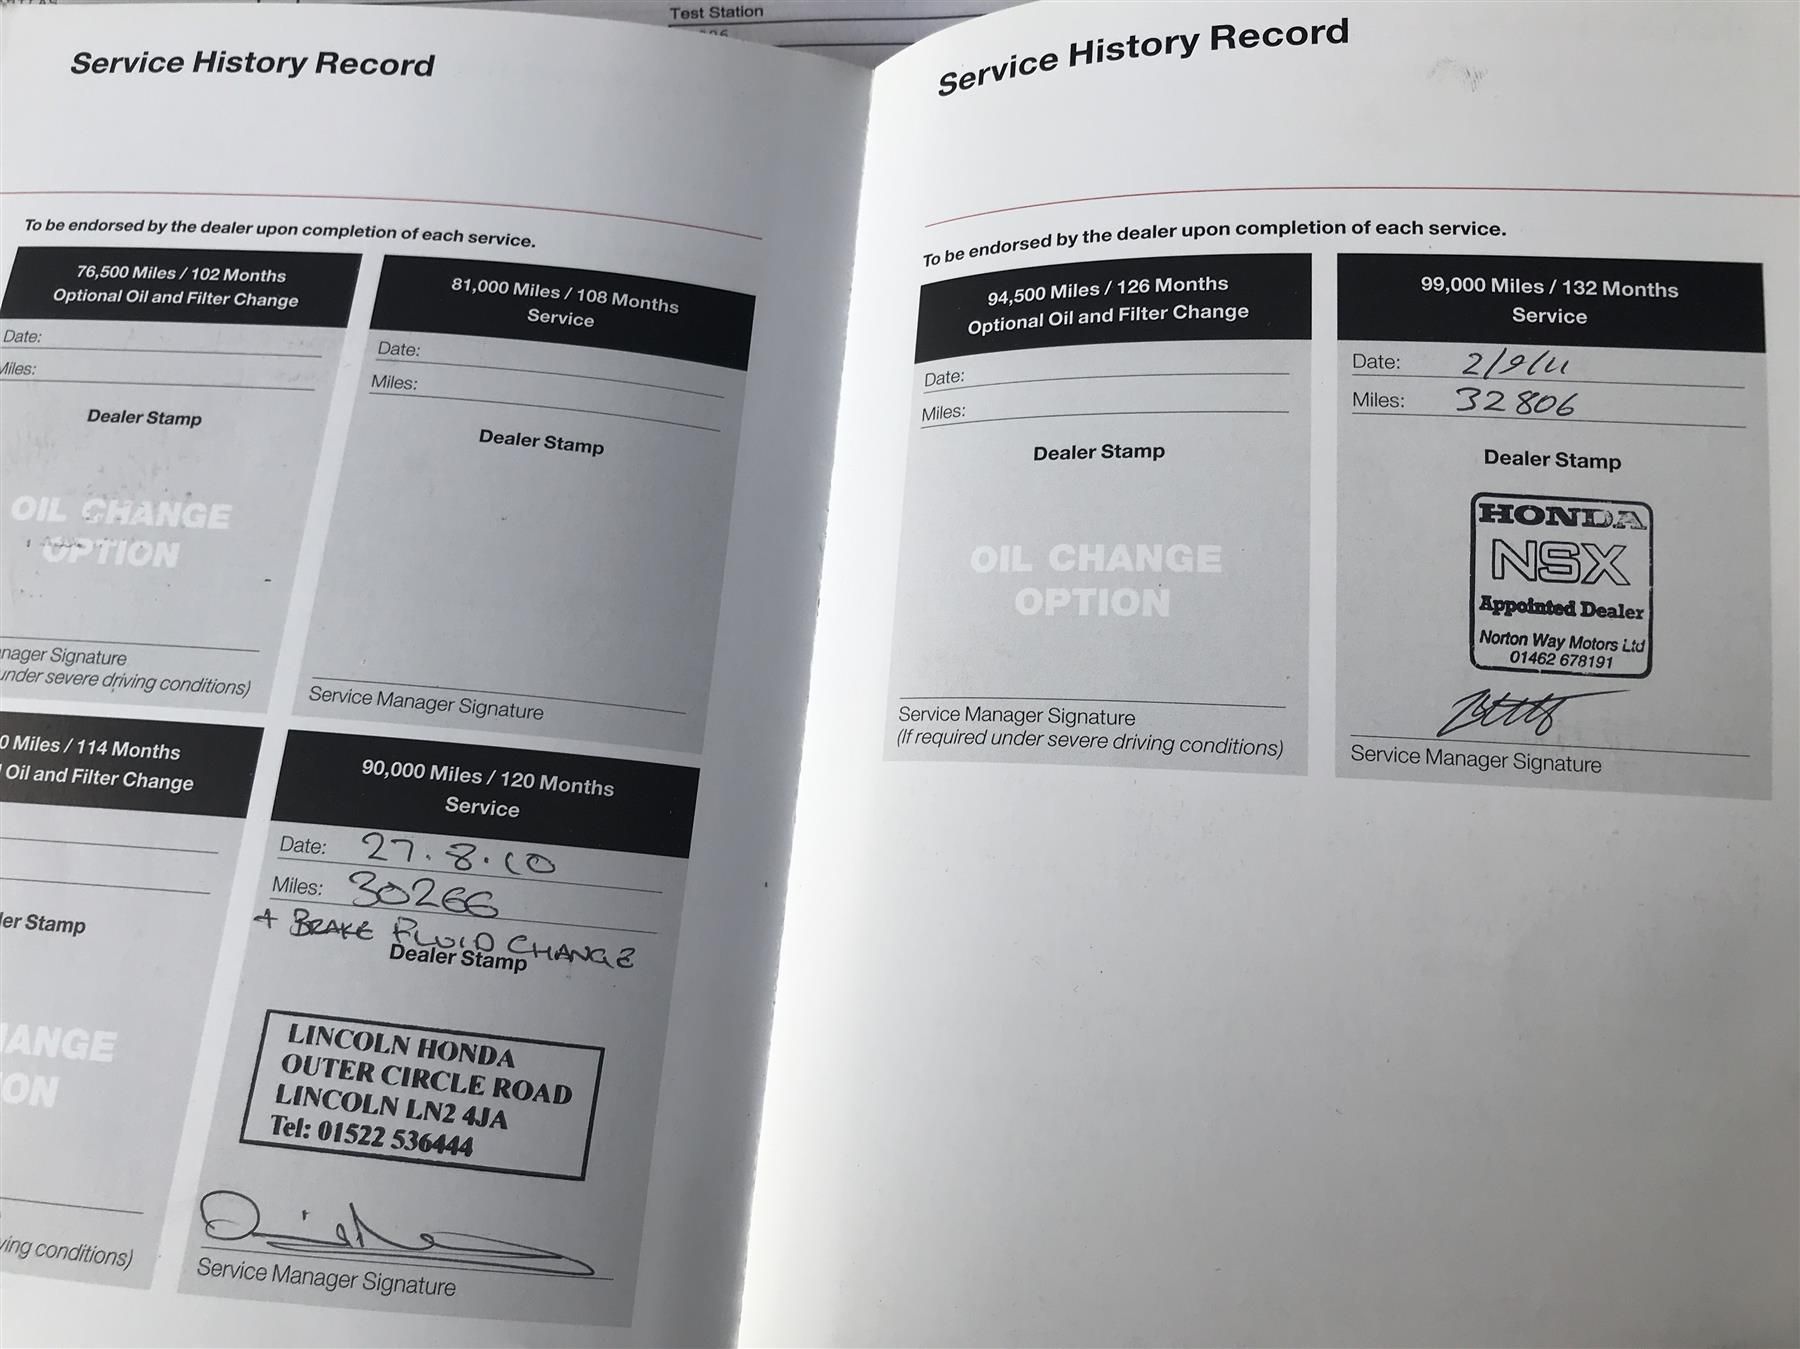 Test Station
Service History Record
To be endorsed by the dealer upon completion of each service.
76,500 Miles / 102 Months
Optional Oil and Filter Change
Date:
Miles:
Dealer Stamp
OIL CHANGE
OPTION
nager Signature
under severe driving conditions)
81,000 Miles / 108 Months
Service
Date:
Miles:
Dealer Stamp
Service Manager Signature
0 Miles / 114 Months
Oil and Filter Change
er Stamp
ANGE
ON
ving conditions)
90,000 Miles / 120 Months
Service
Date: 27.8.10
Miles: 30266
+ BRAKE FLUID CHANGE
Dealer Stamp
LINCOLN HONDA
OUTER CIRCLE ROAD
LINCOLN LN2 4JA
Tel: 01522 536444
Service Manager Signature
Service History Record
To be endorsed by the dealer upon completion of each service.
94,500 Miles / 126 Months
Optional Oil and Filter Change
Date:
Miles:
Dealer Stamp
OIL CHANGE
OPTION
Service Manager Signature
(If required under severe driving conditions)
99,000 Miles / 132 Months
Service
Date: 2/9/11
Miles: 32806
Dealer Stamp
HONDA
NSX
Appointed Dealer
Norton Way Motors Ltd
01462 678191
Service Manager Signature